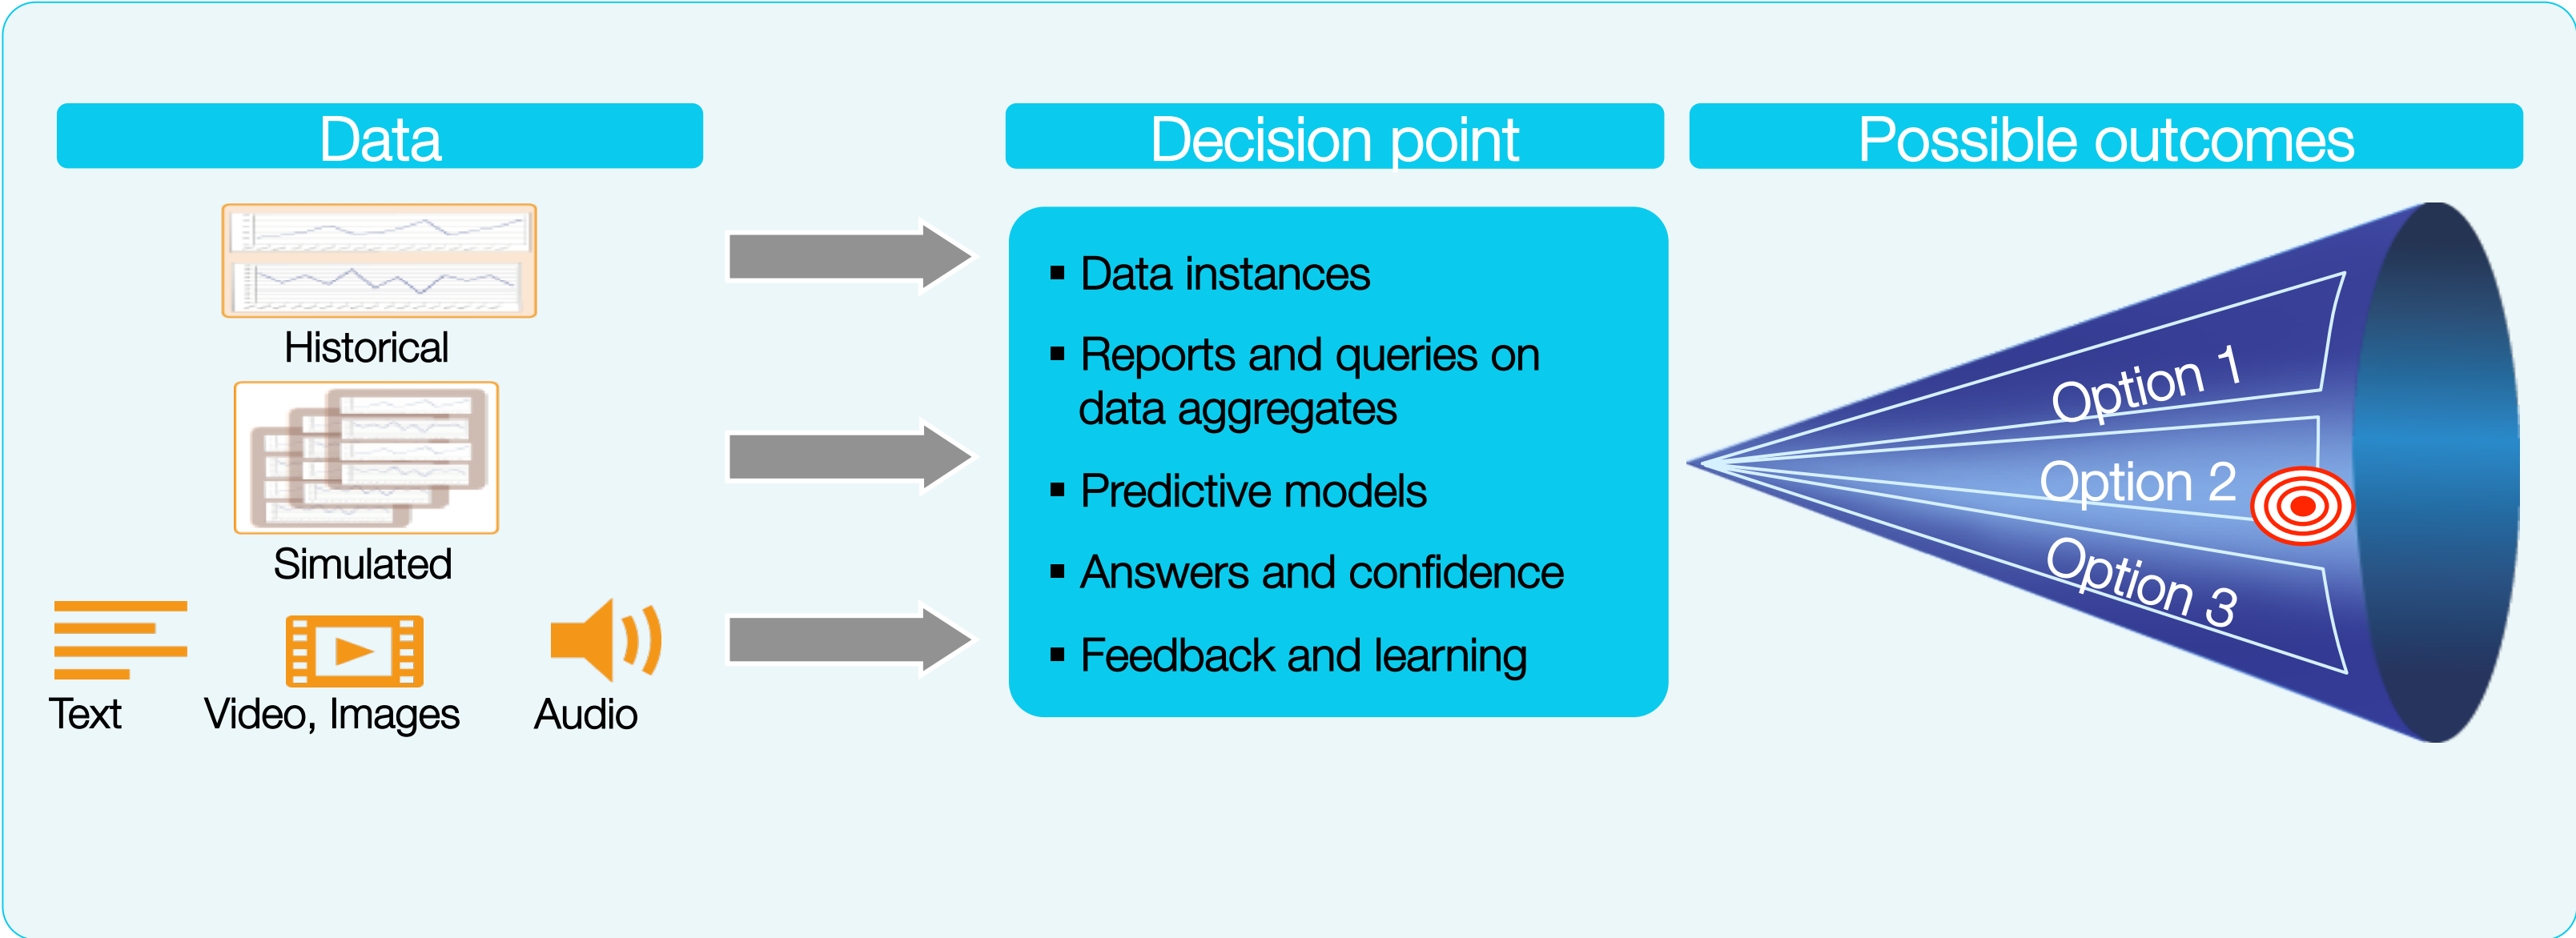 Data
Historical
Simulated
Text
Video, Images
Audio
Decision point
▪ Data instances
▪ Reports and queries on
data aggregates
▪ Predictive models
▪ Answers and confidence
▪ Feedback and learning
Possible outcomes
Option 1
Option 2
Option 3